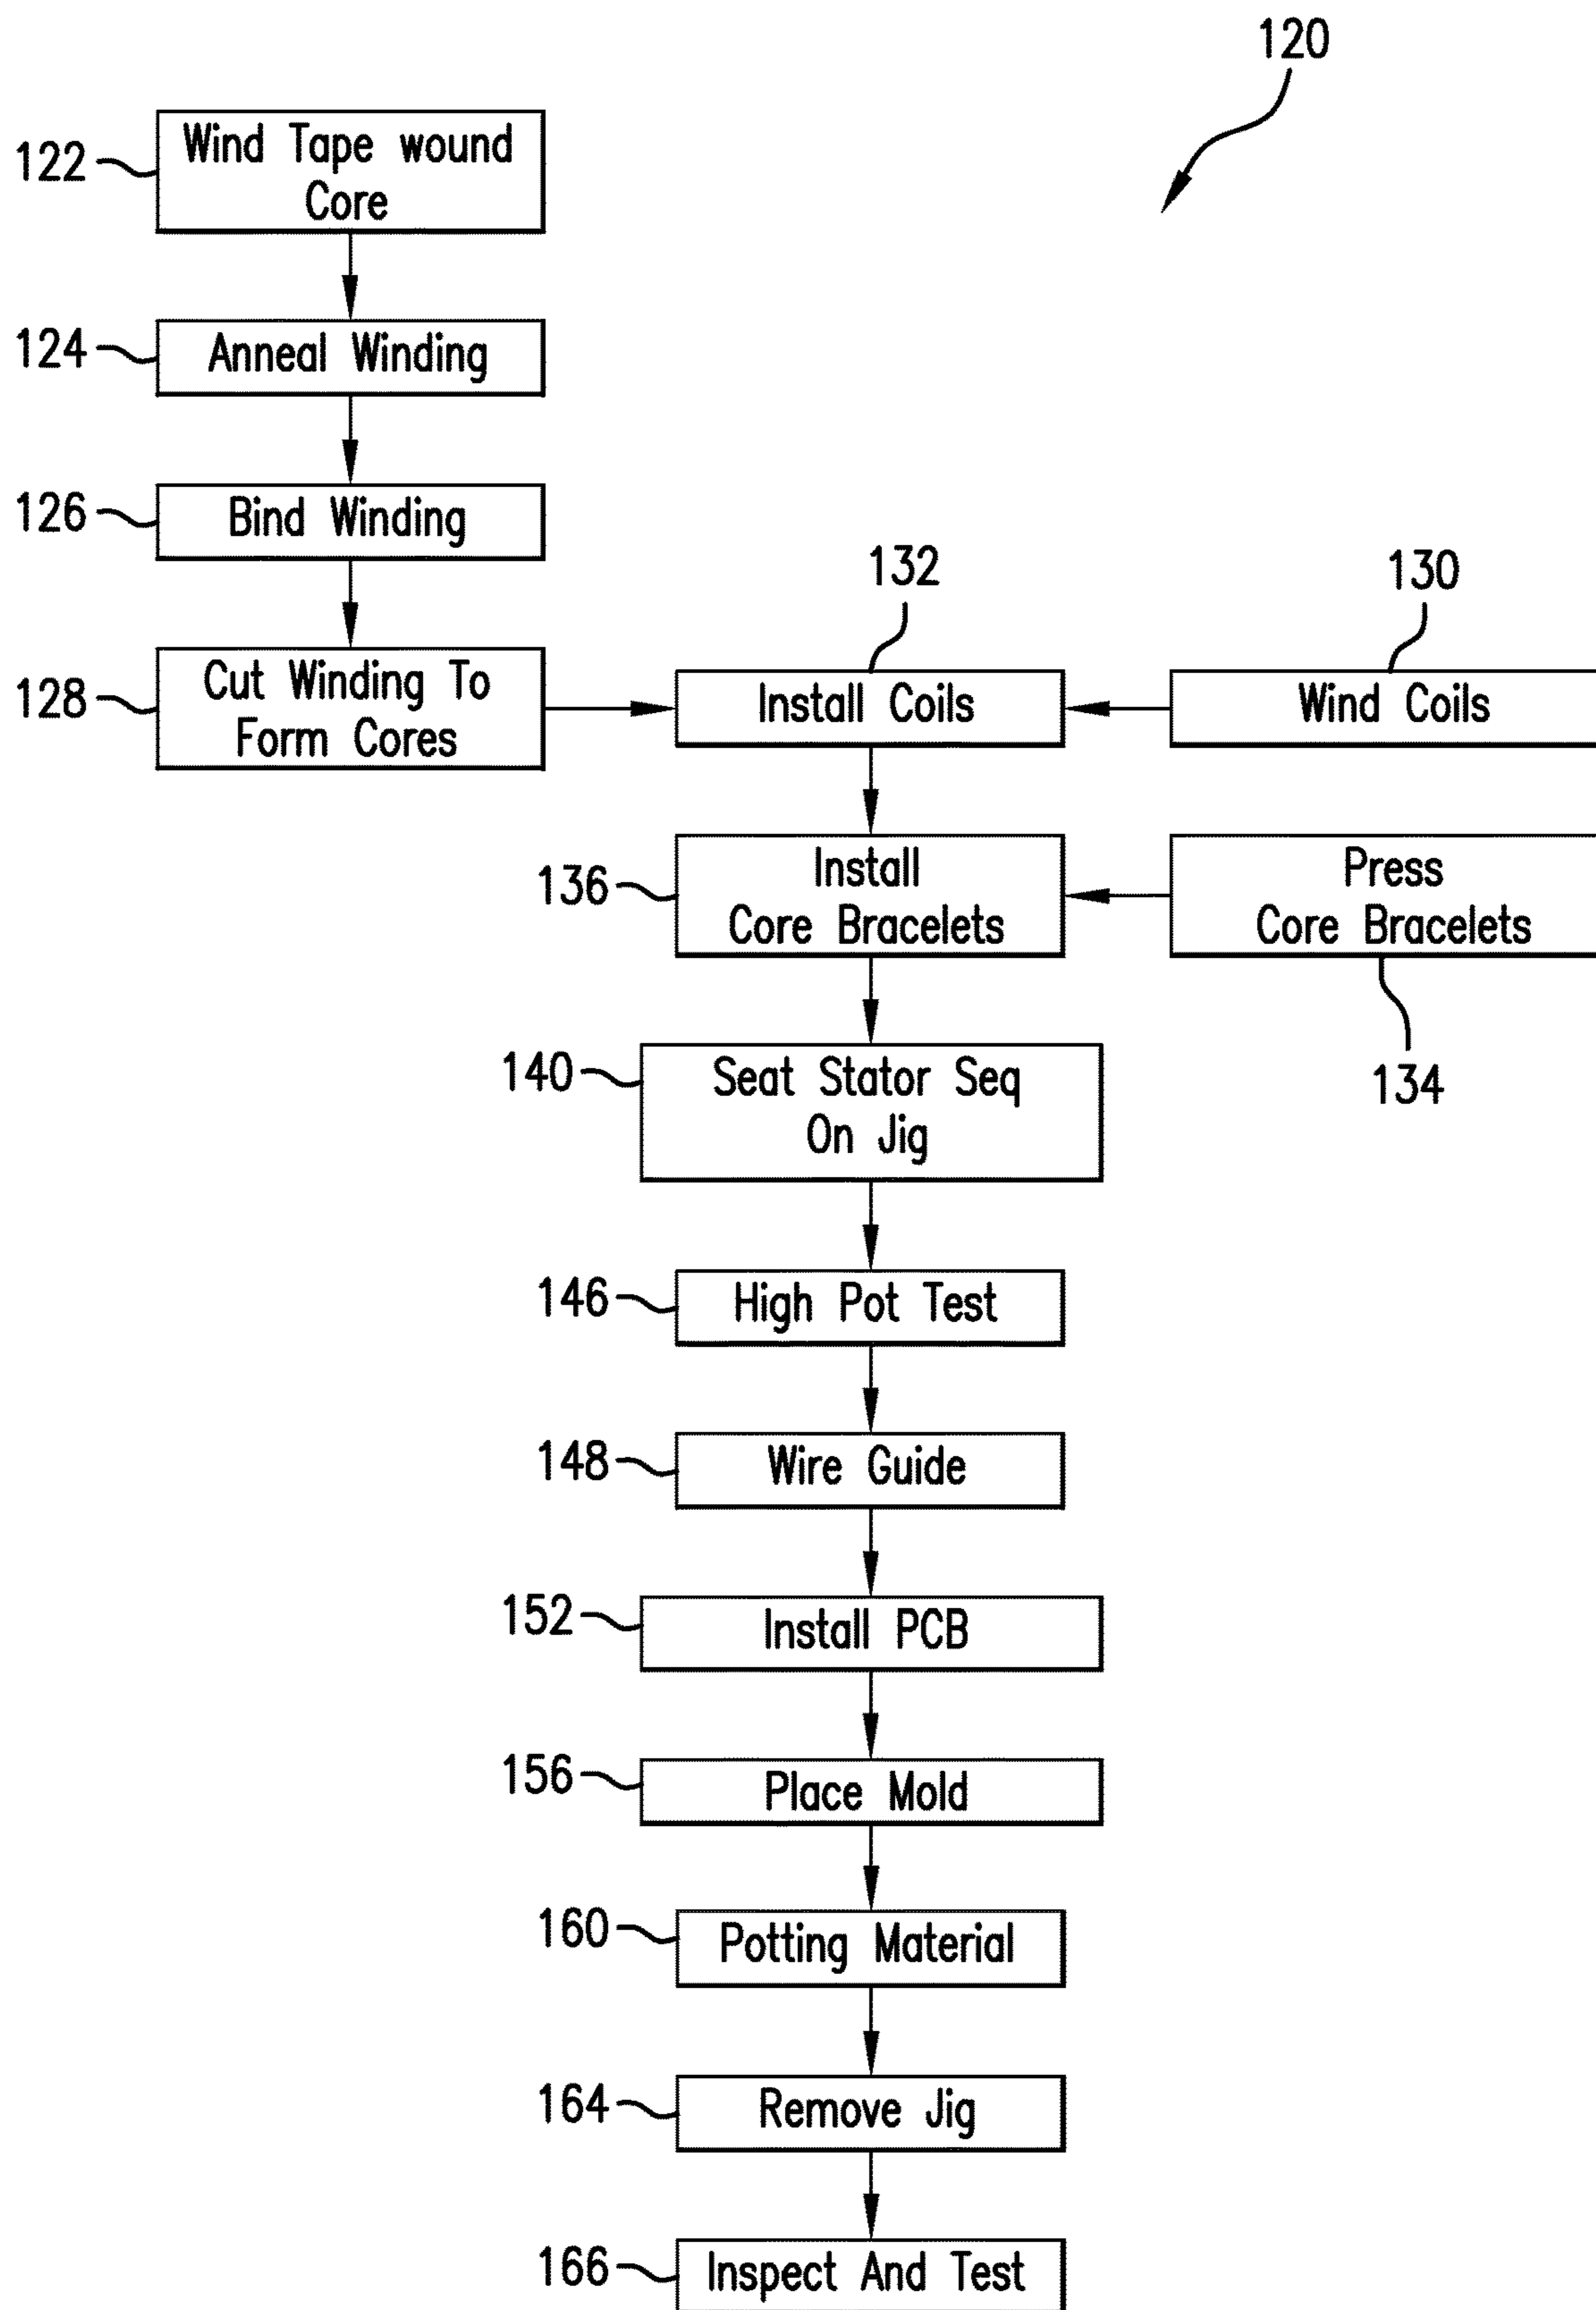 120
122
Wind Tape wound
Core
124
Anneal Winding
126
Bind Winding
128
Cut Winding To
Form Cores
132
Install Coils
130
Wind Coils
136
Install
Core Bracelets
Press
Core Bracelets
134
140
Seat Stator Seq
On Jig
146
High Pot Test
148
Wire Guide
152
Install PCB
156
Place Mold
160
Potting Material
164
Remove Jig
166
Inspect And Test